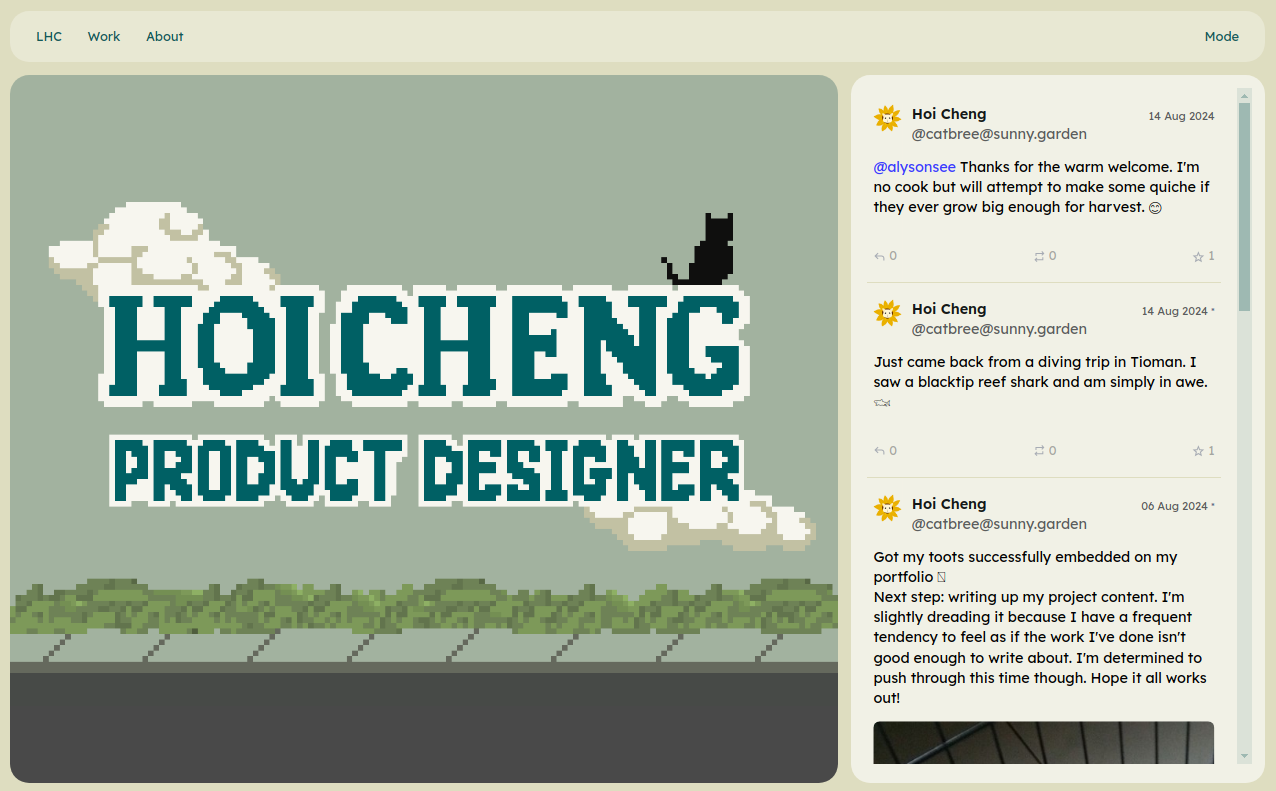 LHC Work About Mode
HOI CHENG
PRODUCT DESIGNER
Hoi Cheng 14 Aug 2024
@catbree@sunny.garden
@alysonsee Thanks for the warm welcome. I'm
no cook but will attempt to make some quiche if
they ever grow big enough for harvest. 😊
0 0 1
Hoi Cheng 14 Aug 2024 *
@catbree@sunny.garden
Just came back from a diving trip in Tioman. I
saw a blacktip reef shark and am simply in awe.
🦈
0 0 1
Hoi Cheng 06 Aug 2024 *
@catbree@sunny.garden
Got my toots successfully embedded on my
portfolio
Next step: writing up my project content. I'm
slightly dreading it because I have a frequent
tendency to feel as if the work I've done isn't
good enough to write about. I'm determined to
push through this time though. Hope it all works
out!